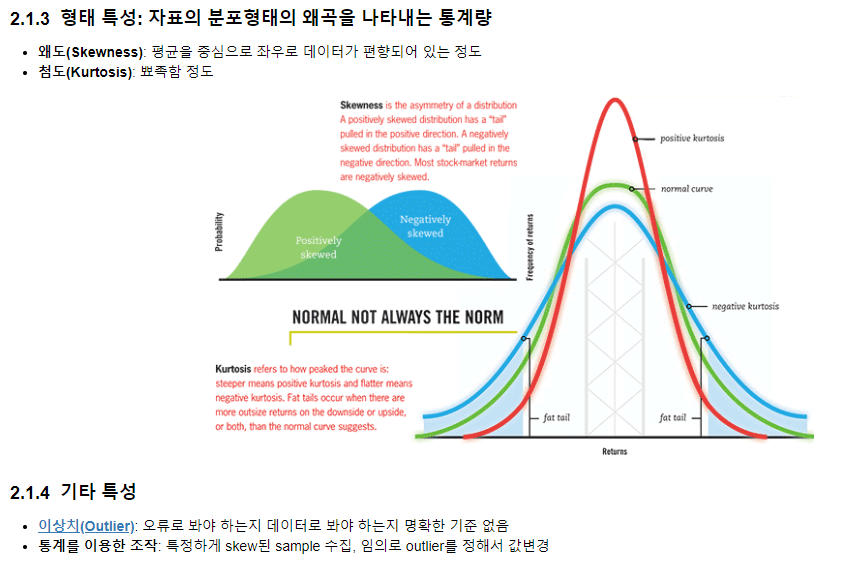 2.1.3 형태 특성: 자표의 분포형태의 왜곡을 나타내는 통계량
• 왜도(Skewness): 평균을 중심으로 좌우로 데이터가 편향되어 있는 정도
• 첨도(Kurtosis): 뾰족함 정도
Skewness is the asymmetry of a distribution
A positively skewed distribution has a “tail”
pulled in the positive direction. A negatively
skewed distribution has a “tail” pulled in the
negative direction. Most stock-market returns
are negatively skewed.
Probability
Positively
skewed
Negatively
skewed
NORMAL NOT ALWAYS THE NORM
Kurtosis refers to how peaked the curve is:
steeper means positive kurtosis and flatter means
negative kurtosis. Fat tails occur when there are
more outsize returns on the downside or upside,
or both, than the normal curve suggests.
Frequency of returns
positive kurtosis
normal curve
negative kurtosis
fat tail
fat tail
Returns
2.1.4 기타 특성
• 이상치(Outlier): 오류로 봐야 하는지 데이터로 봐야 하는지 명확한 기준 없음
• 통계를 이용한 조작: 특정하게 skew된 sample 수집, 임의로 outlier를 정해서 값변경